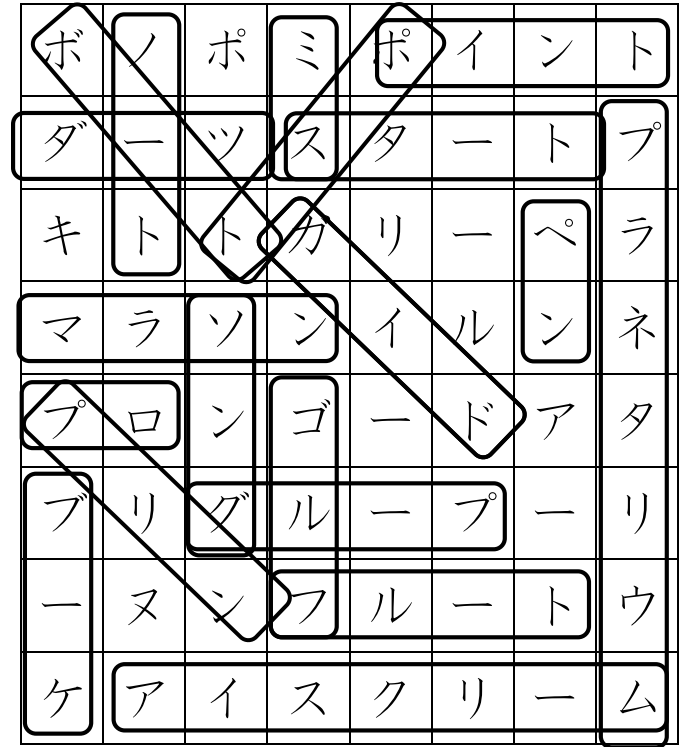 ボノポミポイント
ダーツスタートプ
キトトカリーペラ
マラソンイルンネ
プロンゴードアタ
ブリグループーリ
ーヌンフルートウ
ケアイスクリーム